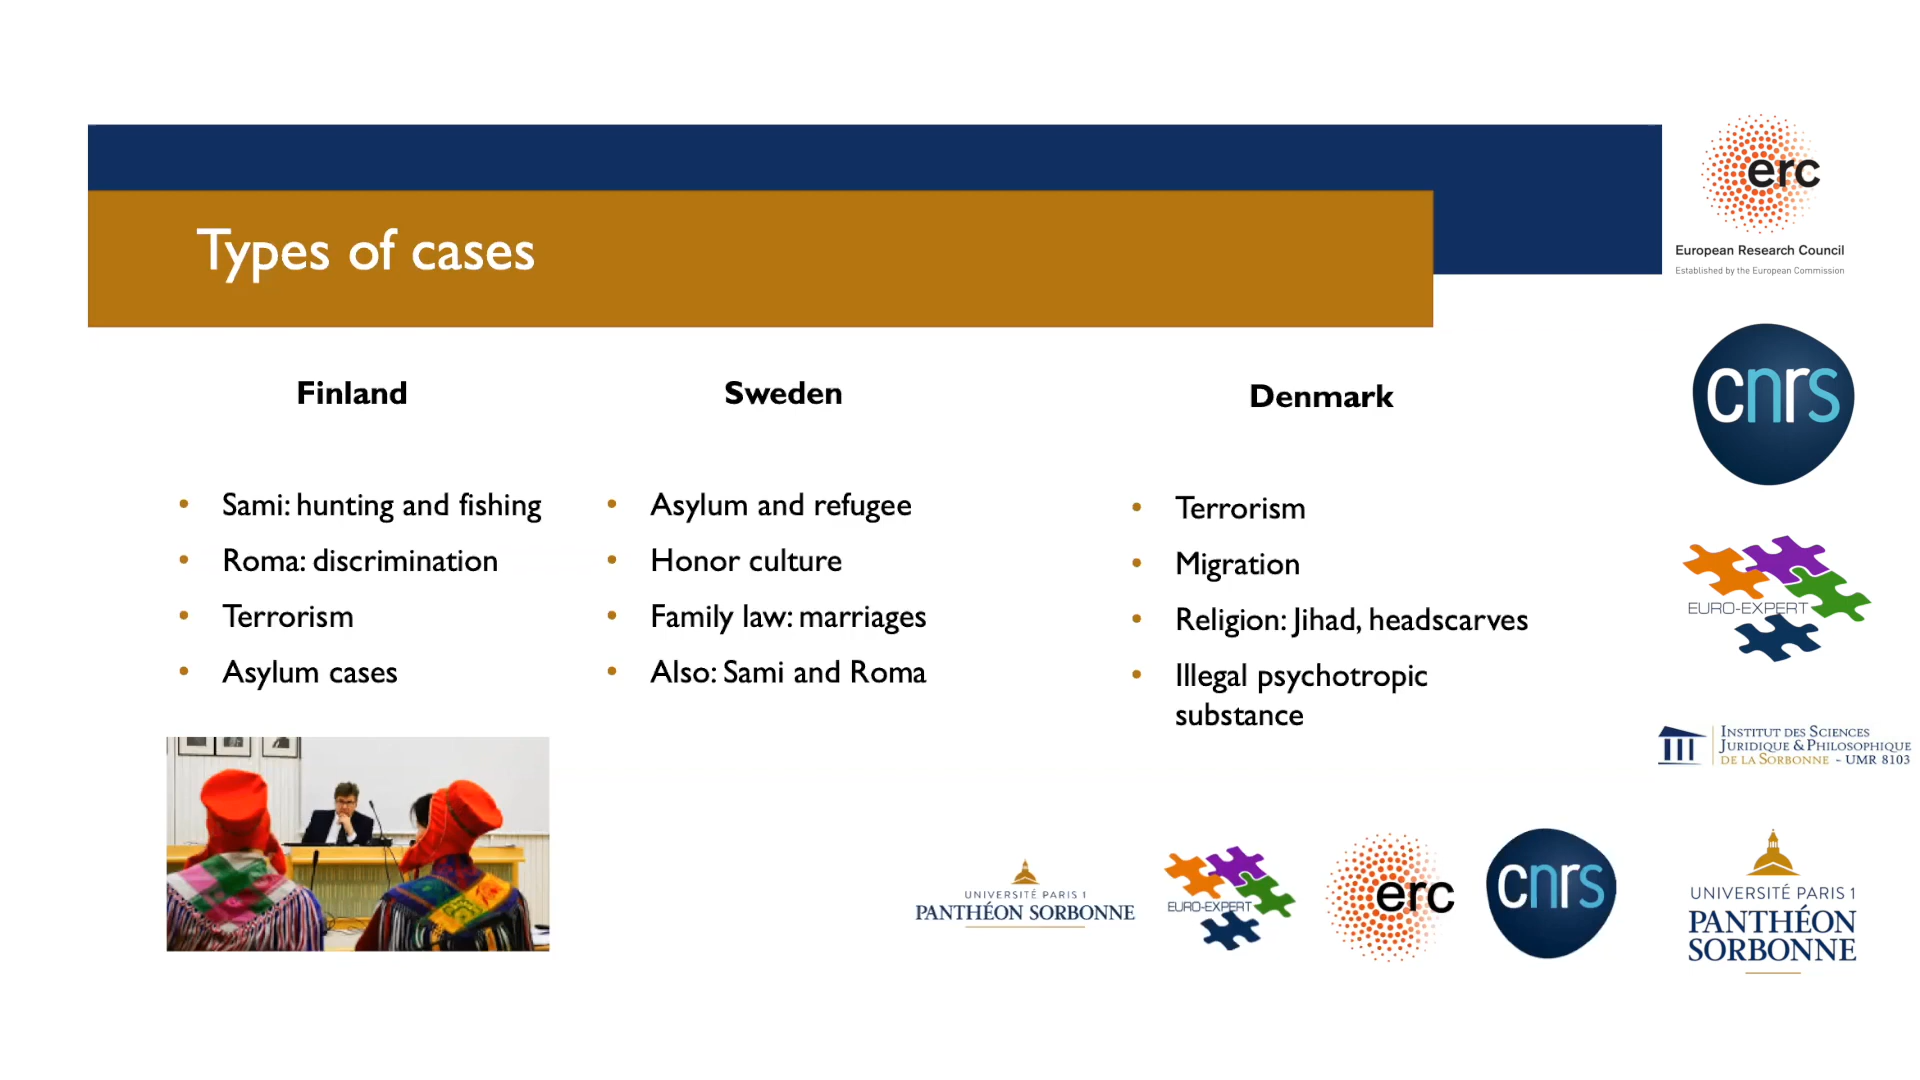 Types of cases
Finland
Sami: hunting and fishing
Roma: discrimination
Terrorism
Asylum cases
Sweden
Asylum and refugee
Honor culture
Family law: marriages
Also: Sami and Roma
Denmark
Terrorism
Migration
Religion: Jihad, headscarves
Illegal psychotropic
substance
erc
European Research Council
Established by the European Commission
cnrs
EURO-EXPERT
INSTITUT DES SCIENCES
JURIDIQUE & PHILOSOPHIQUE
DE LA SORBONNE - UMR 8103
UNIVERSITÉ PARIS 1
PANTHÉON SORBONNE
EURO-EXPERT
erc
cnrs
UNIVERSITÉ PARIS 1
PANTHÉON
SORBONNE